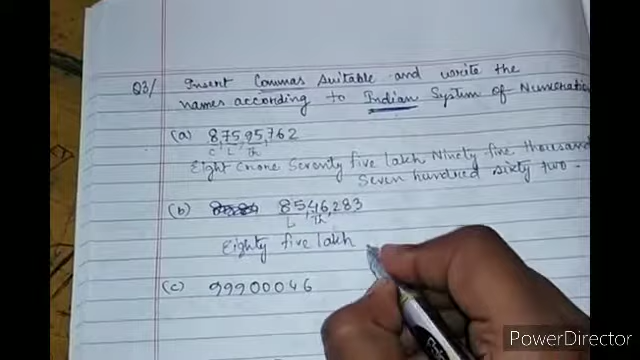 Q3/ Insert Commas suitable and write the
names according to Indian System of Numeration
(a) 8,75,95,762
C L Th
Eight Crore Seventy five lakh Ninety five thousand
Seven hundred sixty two.
(b) 85,46,283
L Th
Eighty five lakh
(c) 99900046
PowerDirector